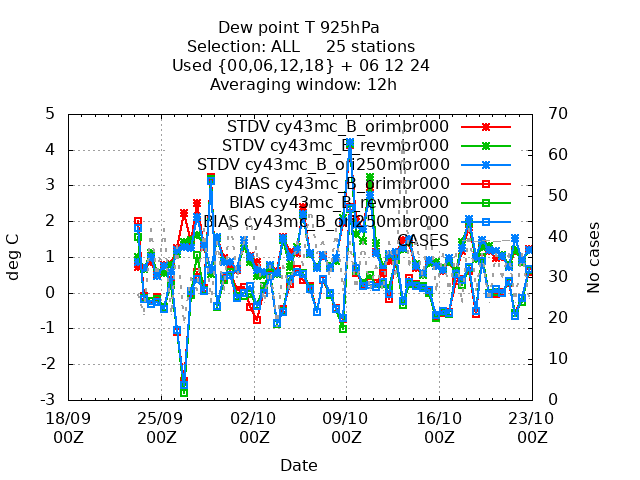 Dew point T 925hPa
Selection: ALL 25 stations
Used {00,06,12,18} + 06 12 24
Averaging window: 12h
STDV cy43mc_B_orimbr000
STDV cy43mc_B_revmbr000
STDV cy43mc_B_ori250mbr000
BIAS cy43mc_B_orimbr000
BIAS cy43mc_B_revmbr000
BIAS cy43mc_B_ori250mbr000
CASES
deg C
5
4
3
2
1
0
-1
-2
-3
No cases
70
60
50
40
30
20
10
0
18/09 25/09 02/10 09/10 16/10 23/10
00Z 00Z 00Z 00Z 00Z 00Z
Date